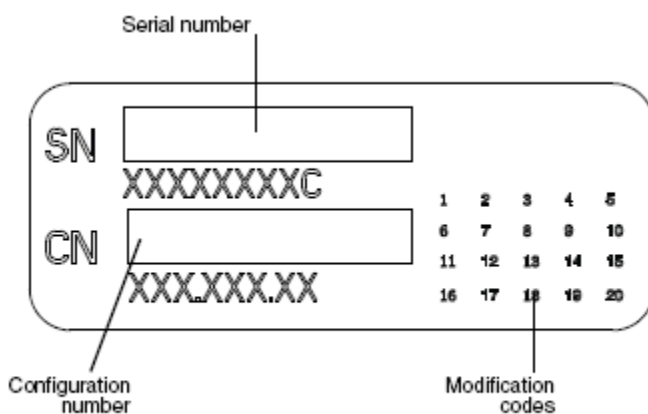 Serial number
SN
XXXXXXXXC
CN
XXX.XXX.XX
1 2 3 4 5
6 7 8 9 10
11 12 13 14 15
16 17 18 19 20
Configuration
number
Modification
codes